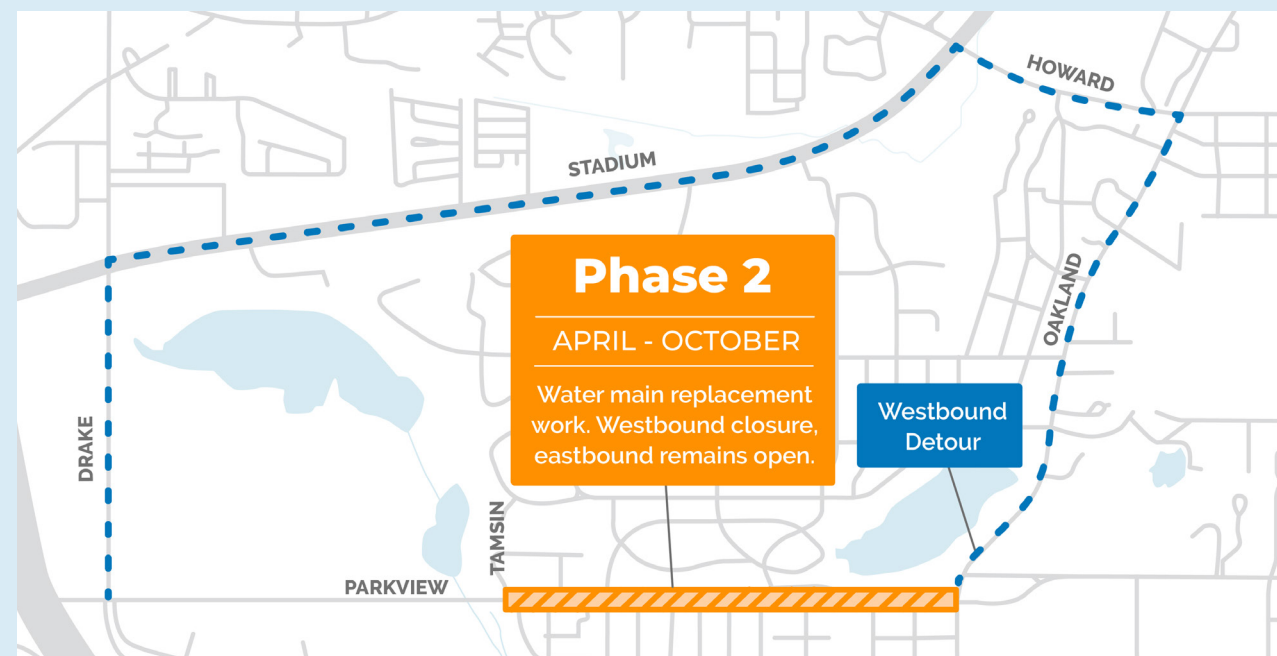 HOWARD
STADIUM
Phase 2
APRIL - OCTOBER
Water main replacement
work. Westbound closure,
eastbound remains open.
OAKLAND
Westbound
Detour
DRAKE
TAMSIN
PARKVIEW